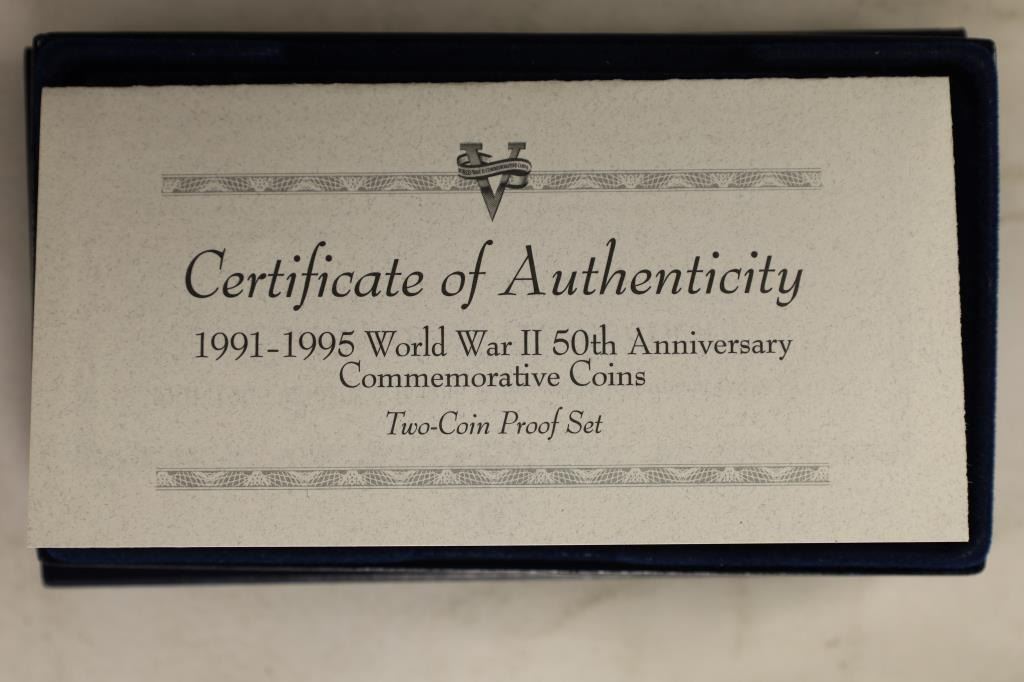 Certificate of Authenticity
1991-1995 World War II 50th Anniversary
Commemorative Coins
Two-Coin Proof Set